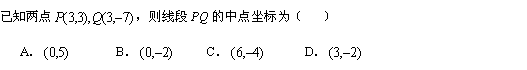 已知两点 P(3,3),Q(3,–7)，则线段 PQ 的中点坐标为（　　）
A． (0,5)　　B． (0,–2)　　C． (6,–4)　　D． (3,–2)